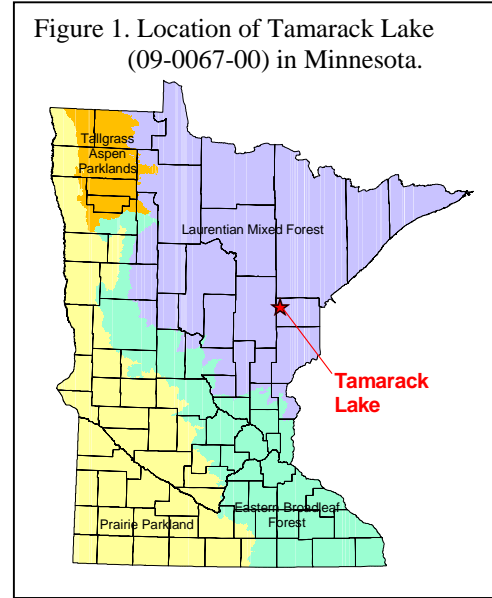 Figure 1. Location of Tamarack Lake
(09-0067-00) in Minnesota.
Tallgrass
Aspen
Parklands
Laurentian Mixed Forest
Tamarack
Lake
Eastern Broadleaf
Forest
Prairie Parkland